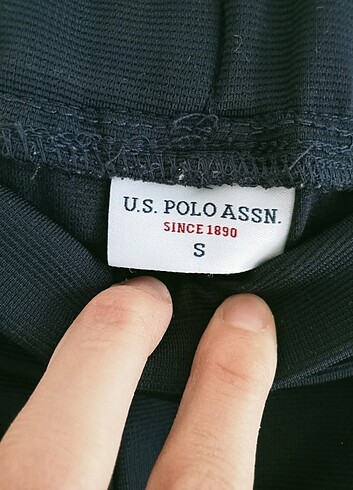 U.S. POLO ASSN.
SINCE 1890
S